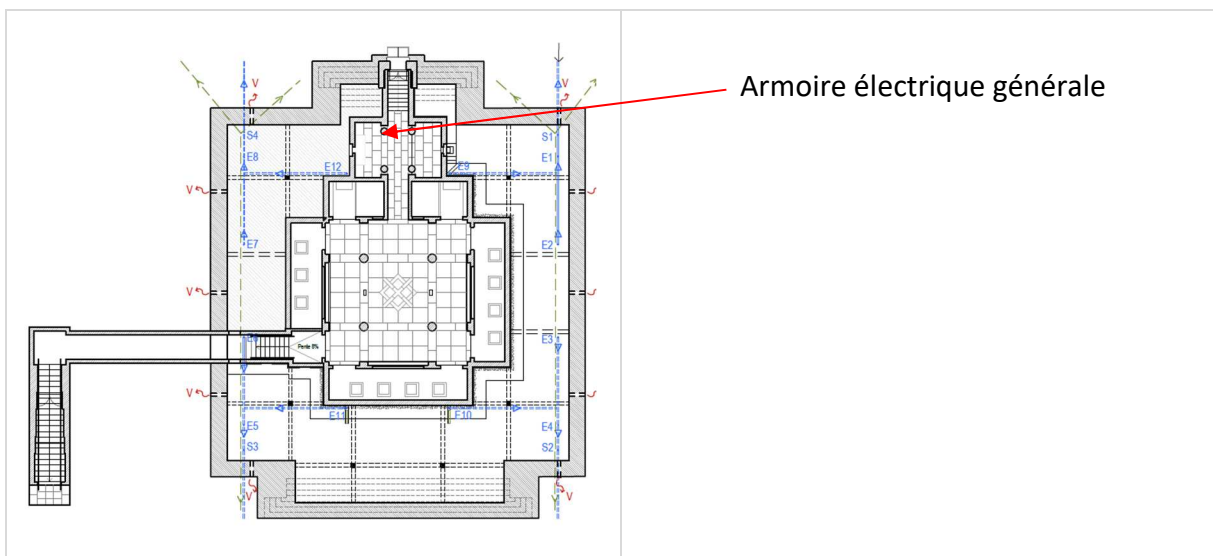 Armoire électrique générale
V
V
S4
S1
E8
E1
E12
E9
V
E7
E2
V
E6
Pente 8%
E3
V
E11
E10
E5
E4
S3
S2
V
V